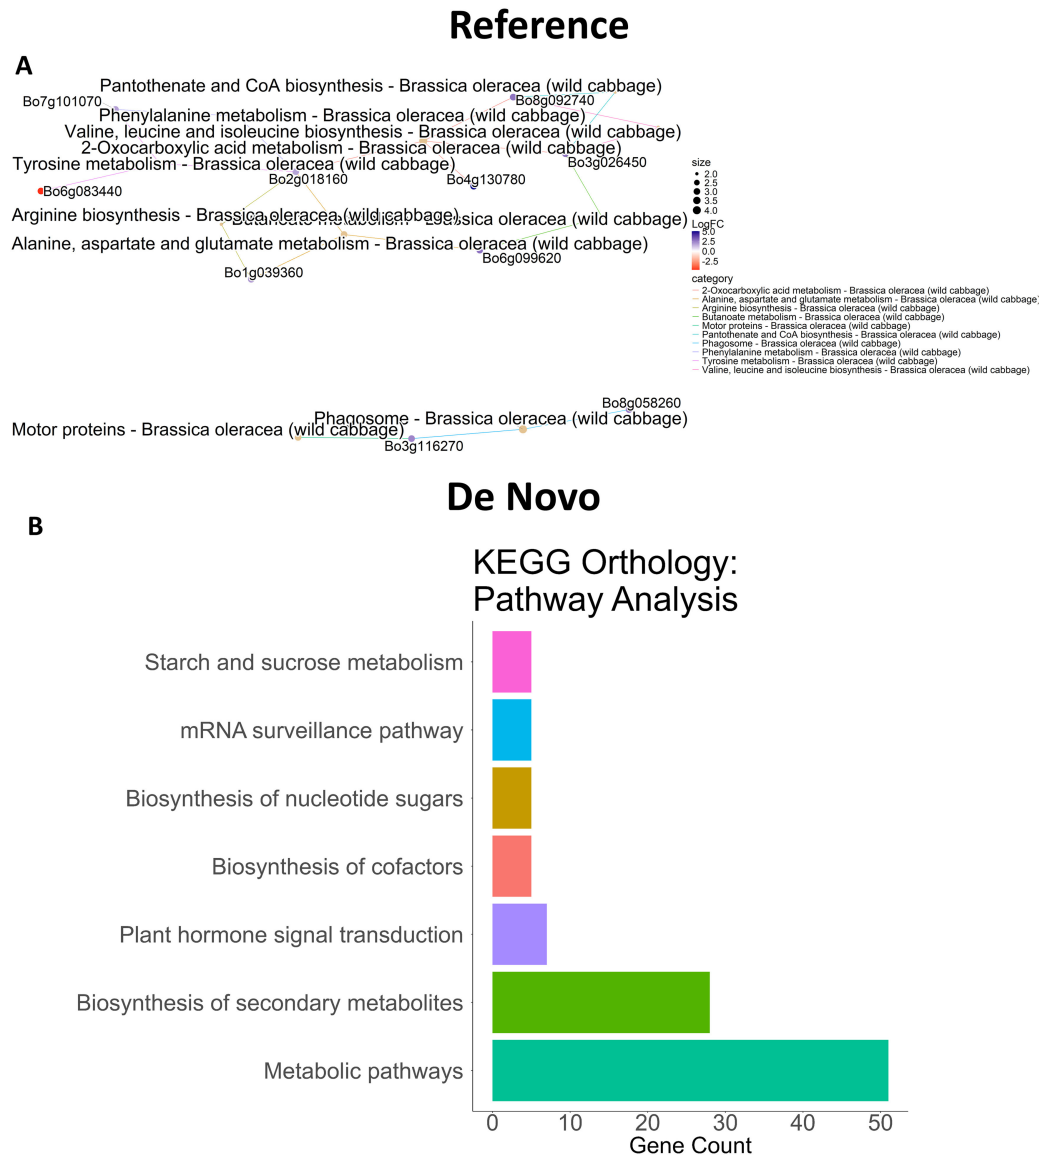 Reference
A
Pantothenate and CoA biosynthesis - Brassica oleracea (wild cabbage)
Bo7g101070
Bo8g092740
Phenylalanine metabolism - Brassica oleracea (wild cabbage)
Valine, leucine and isoleucine biosynthesis - Brassica oleracea (wild cabbage)
2-Oxocarboxylic acid metabolism - Brassica oleracea (wild cabbage)
Tyrosine metabolism - Brassica oleracea (wild cabbage)
Bo3g026450
Bo2g018160
Bo4g130780
Bo6g083440
Arginine biosynthesis - Brassica oleracea (wild cabbage)
Butanoate metabolism - Brassica oleracea (wild cabbage)
Alanine, aspartate and glutamate metabolism - Brassica oleracea (wild cabbage)
Bo6g099620
Bo1g039360
Bo8g058260
Phagosome - Brassica oleracea (wild cabbage)
Motor proteins - Brassica oleracea (wild cabbage)
Bo3g116270
size
2.0
2.5
3.0
3.5
4.0
LogFC
5.0
2.5
0.0
-2.5
category
2-Oxocarboxylic acid metabolism - Brassica oleracea (wild cabbage)
Alanine, aspartate and glutamate metabolism - Brassica oleracea (wild cabbage)
Arginine biosynthesis - Brassica oleracea (wild cabbage)
Butanoate metabolism - Brassica oleracea (wild cabbage)
Motor proteins - Brassica oleracea (wild cabbage)
Pantothenate and CoA biosynthesis - Brassica oleracea (wild cabbage)
Phagosome - Brassica oleracea (wild cabbage)
Phenylalanine metabolism - Brassica oleracea (wild cabbage)
Tyrosine metabolism - Brassica oleracea (wild cabbage)
Valine, leucine and isoleucine biosynthesis - Brassica oleracea (wild cabbage)
De Novo
B
KEGG Orthology:
Pathway Analysis
Starch and sucrose metabolism
mRNA surveillance pathway
Biosynthesis of nucleotide sugars
Biosynthesis of cofactors
Plant hormone signal transduction
Biosynthesis of secondary metabolites
Metabolic pathways
0 10 20 30 40 50
Gene Count